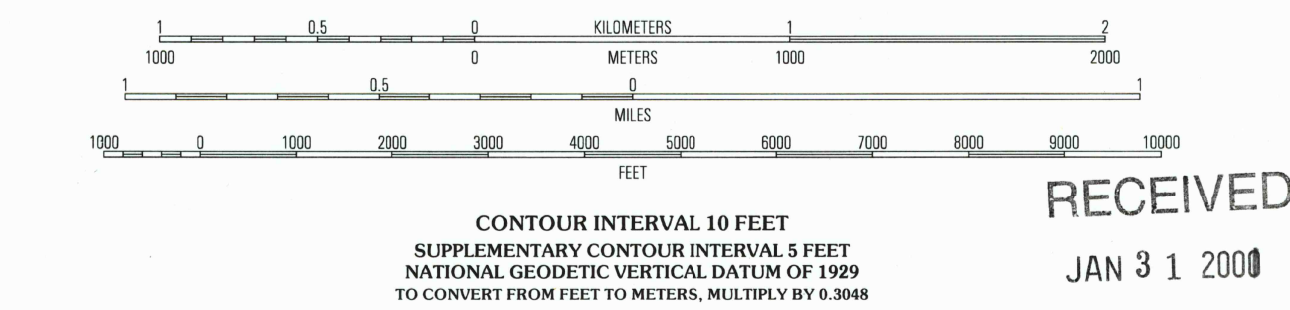 1 0.5 0 KILOMETERS 1 2
1000 0 METERS 1000 2000
1 0.5 0 1
MILES
1000 0 1000 2000 3000 4000 5000 6000 7000 8000 9000 10000
FEET
CONTOUR INTERVAL 10 FEET
SUPPLEMENTARY CONTOUR INTERVAL 5 FEET
NATIONAL GEODETIC VERTICAL DATUM OF 1929
TO CONVERT FROM FEET TO METERS, MULTIPLY BY 0.3048
RECEIVED
JAN 3 1